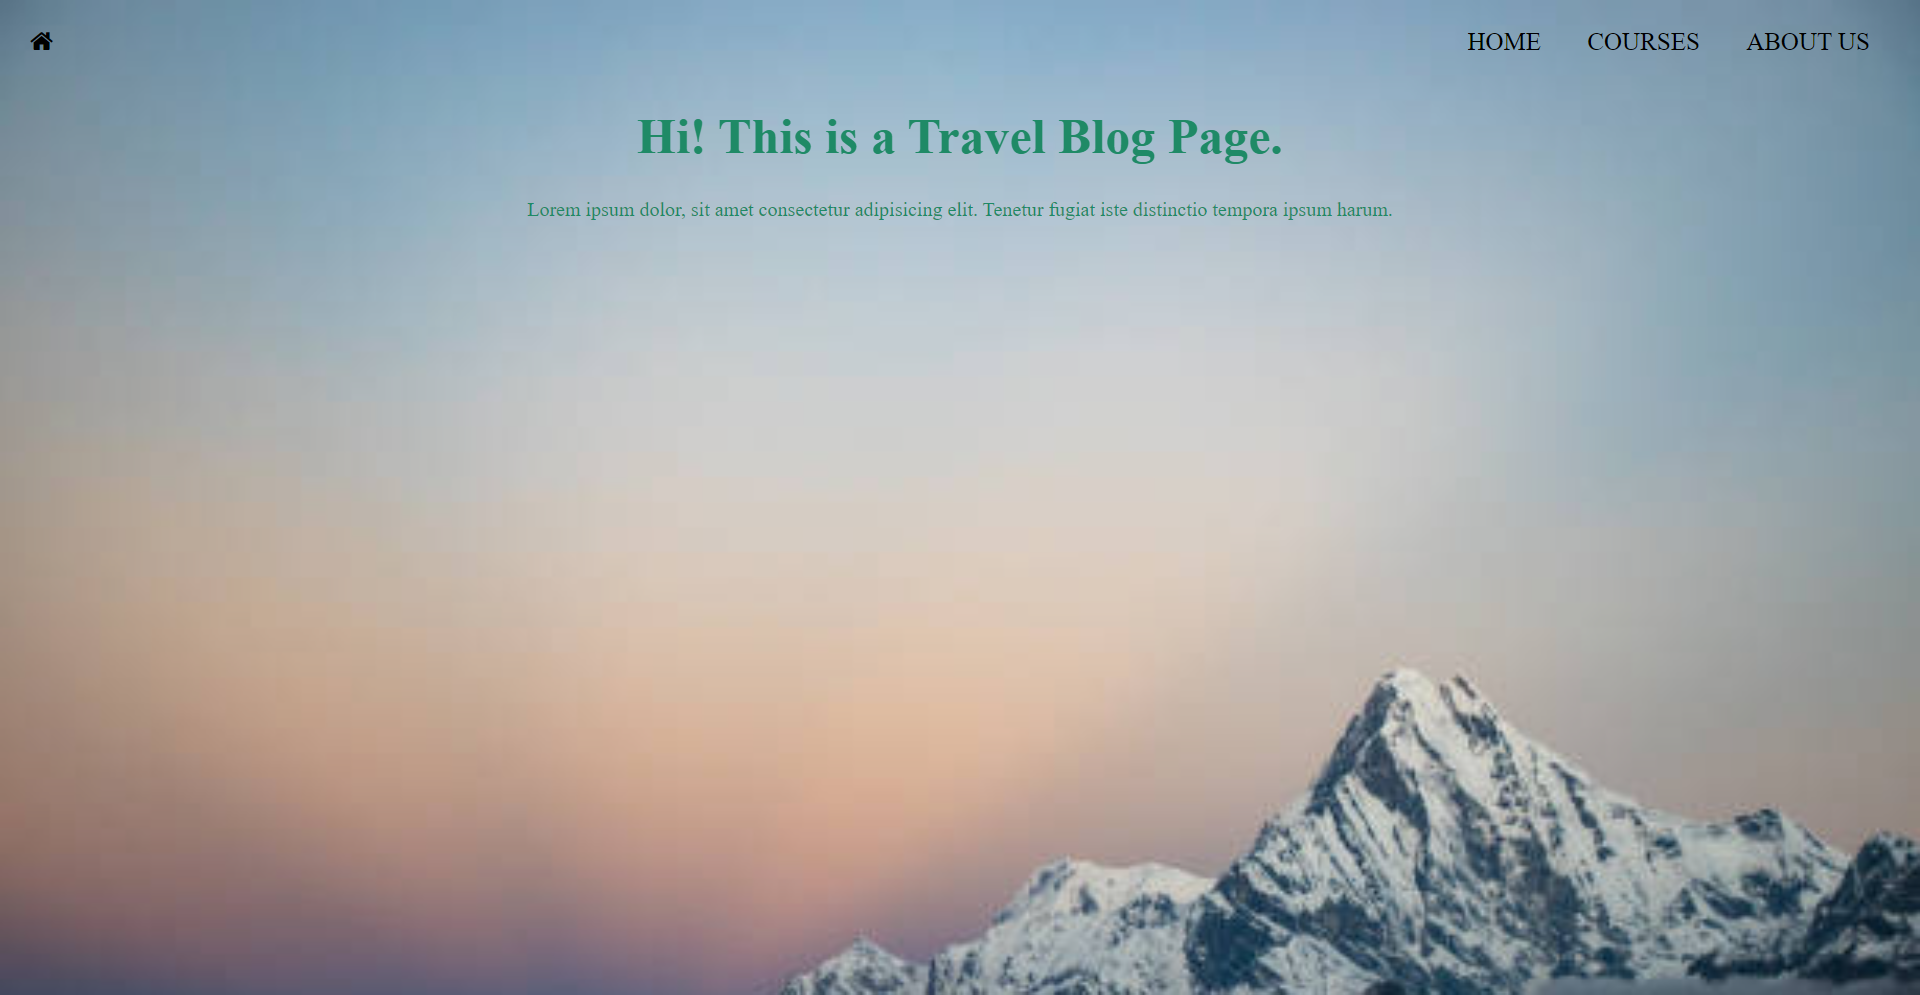 HOME COURSES ABOUT US
Hi! This is a Travel Blog Page.
Lorem ipsum dolor, sit amet consectetur adipisicing elit. Tenetur fugiat iste distinctio tempora ipsum harum.